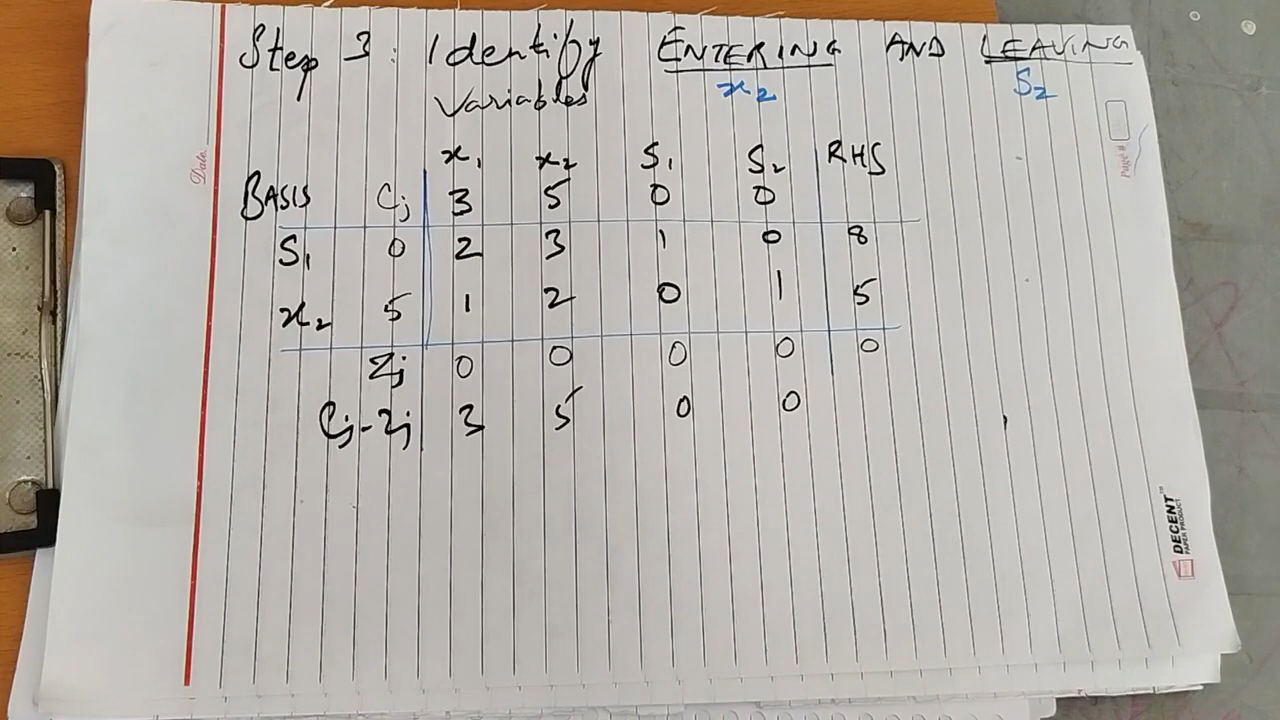 Step 3: Identify ENTERING AND LEAVING
Variables x₂ S₂
x₁ x₂ S₁ S₂ RHS
BASIS Cj 3 5 0 0
S₁ 0 2 3 1 0 8
x₂ 5 1 2 0 1 5
Zj 0 0 0 0 0
Cj-Zj 3 5 0 0
Date.
Page #
DECENT™
PAPER PRODUCT